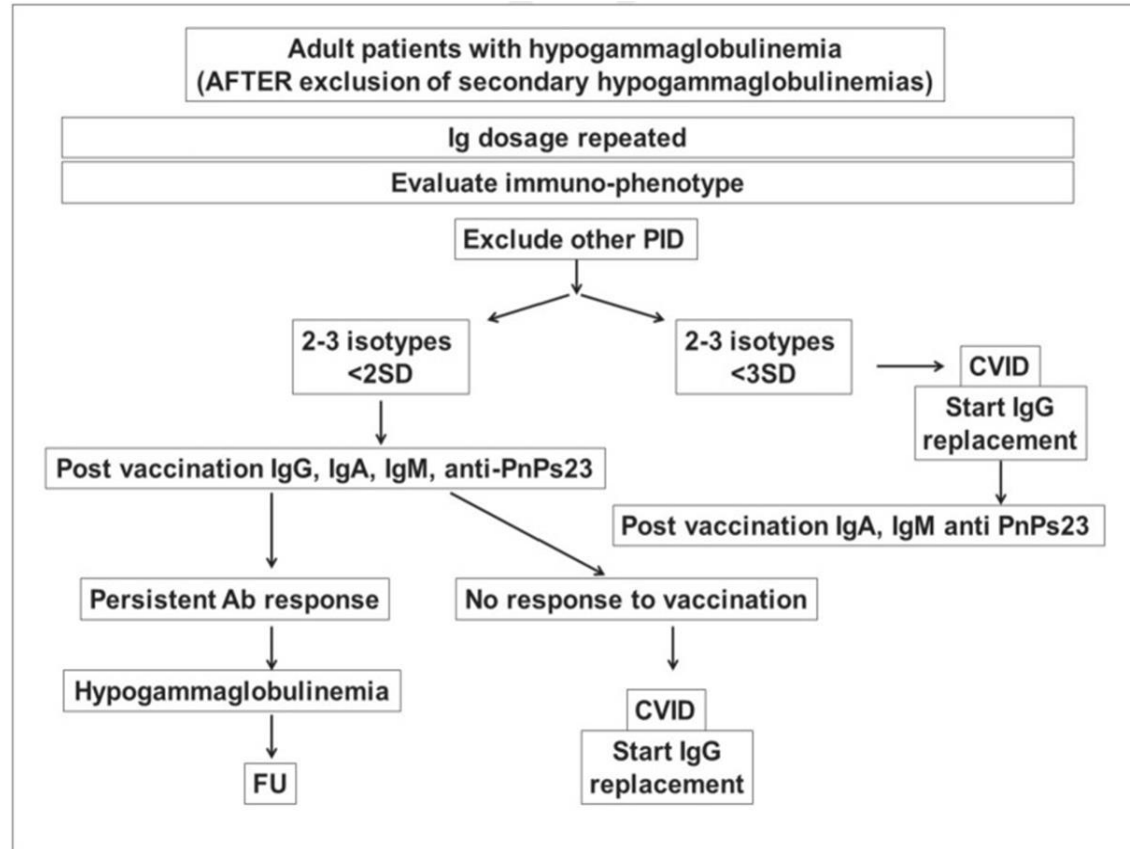 Adult patients with hypogammaglobulinemia
(AFTER exclusion of secondary hypogammaglobulinemias)
Ig dosage repeated
Evaluate immuno-phenotype
Exclude other PID
2-3 isotypes
<2SD
2-3 isotypes
<3SD
CVID
Start IgG
replacement
Post vaccination IgG, IgA, IgM, anti-PnPs23
Post vaccination IgA, IgM anti PnPs23
Persistent Ab response
No response to vaccination
Hypogammaglobulinemia
CVID
Start IgG
replacement
FU